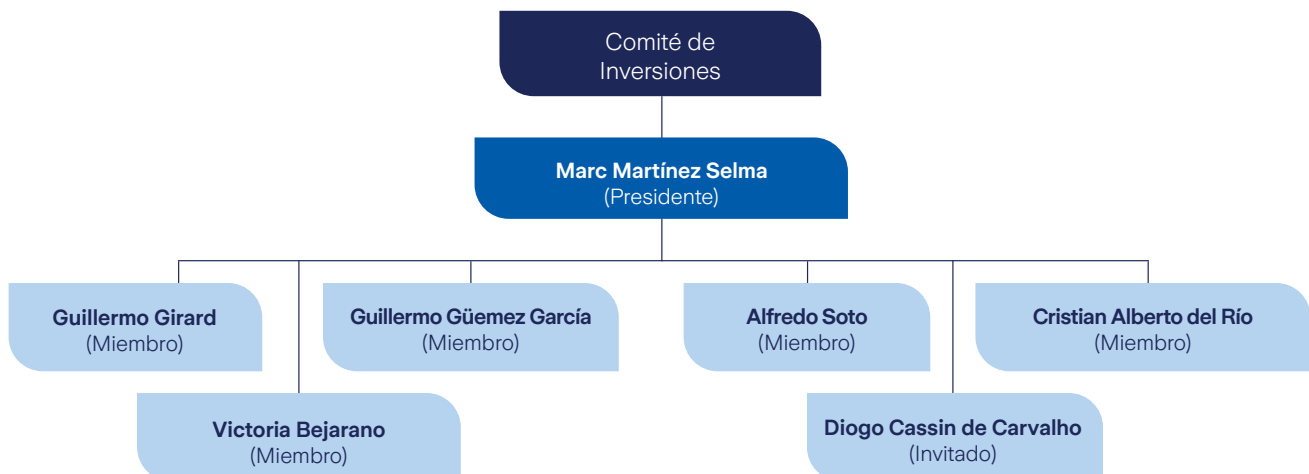 Comité de
Inversiones
Marc Martínez Selma
(Presidente)
Guillermo Girard
(Miembro)
Guillermo Güemez García
(Miembro)
Alfredo Soto
(Miembro)
Cristian Alberto del Río
(Miembro)
Victoria Bejarano
(Miembro)
Diogo Cassin de Carvalho
(Invitado)